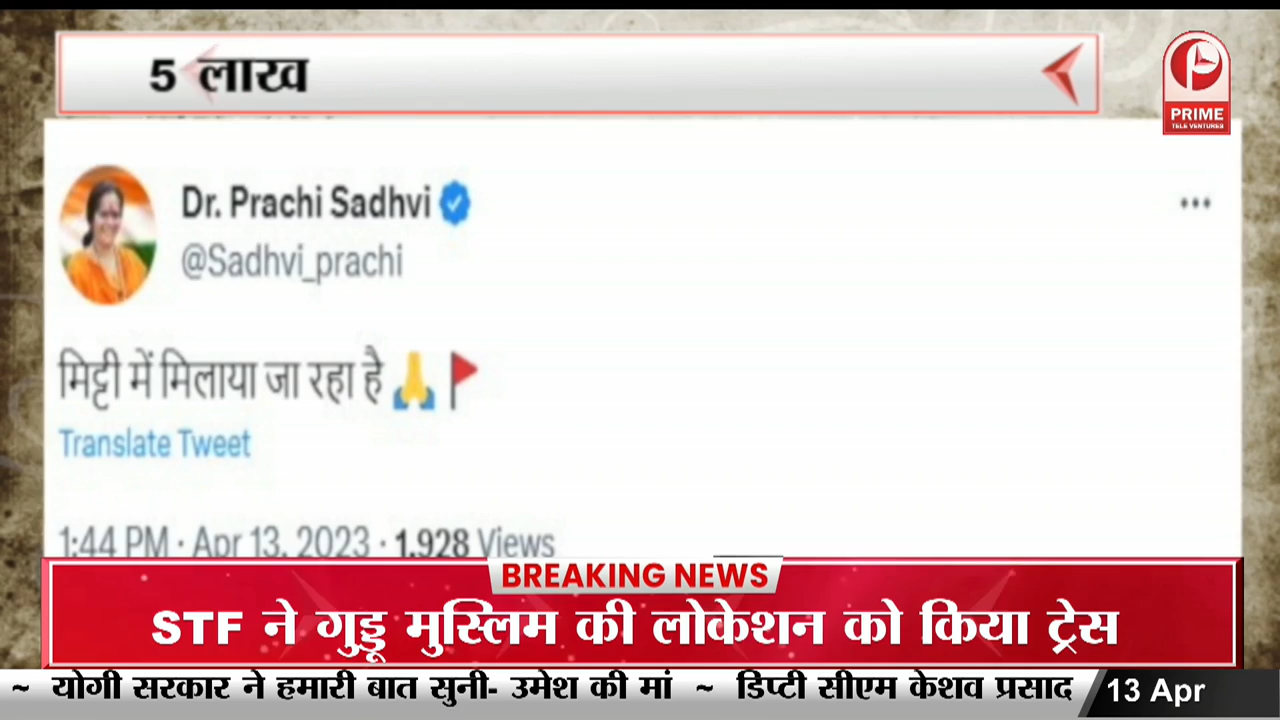 5 लाख
PRIME
TELE VENTURES
Dr. Prachi Sadhvi
@Sadhvi_prachi
मिट्टी में मिलाया जा रहा है 🙏 🚩
Translate Tweet
1:44 PM · Apr 13, 2023 · 1,928 Views
BREAKING NEWS
STF ने गुड्डू मुस्लिम की लोकेशन को किया ट्रेस
~ योगी सरकार ने हमारी बात सुनी- उमेश की मां ~ डिप्टी सीएम केशव प्रसाद
13 Apr